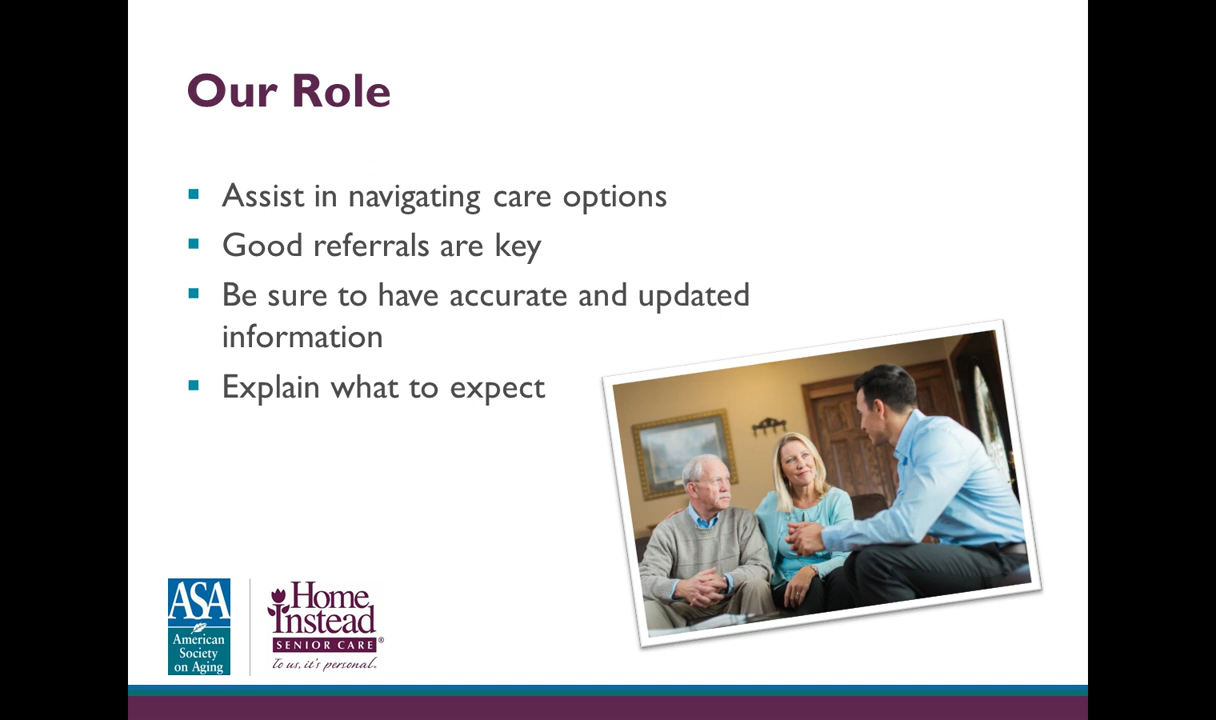 Our Role
Assist in navigating care options
Good referrals are key
Be sure to have accurate and updated
information
Explain what to expect
ASA
American
Society
on Aging
Home
Instead
SENIOR CARE®
To us, it's personal.